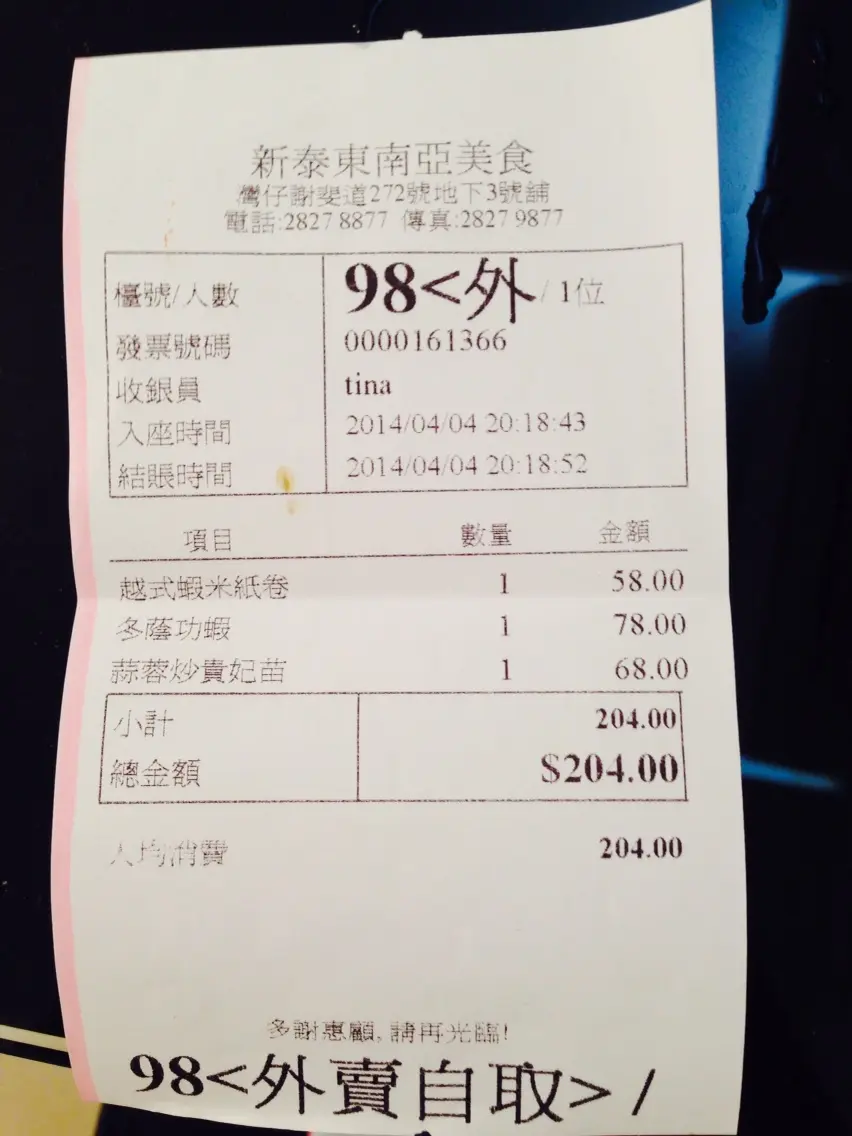 新泰東南亞美食
灣仔謝斐道272號地下3號舖
電話:2827 8877 傳真:2827 9877
檯號/人數 98<外/ 1位
發票號碼 0000161366
收銀員 tina
入座時間 2014/04/04 20:18:43
結賬時間 2014/04/04 20:18:52
項目 數量 金額
越式蝦米紙卷 1 58.00
冬蔭功蝦 1 78.00
蒜蓉炒貴妃苗 1 68.00
小計 204.00
總金額 $204.00
人均消費 204.00
多謝惠顧, 請再光臨!
98<外賣自取> /